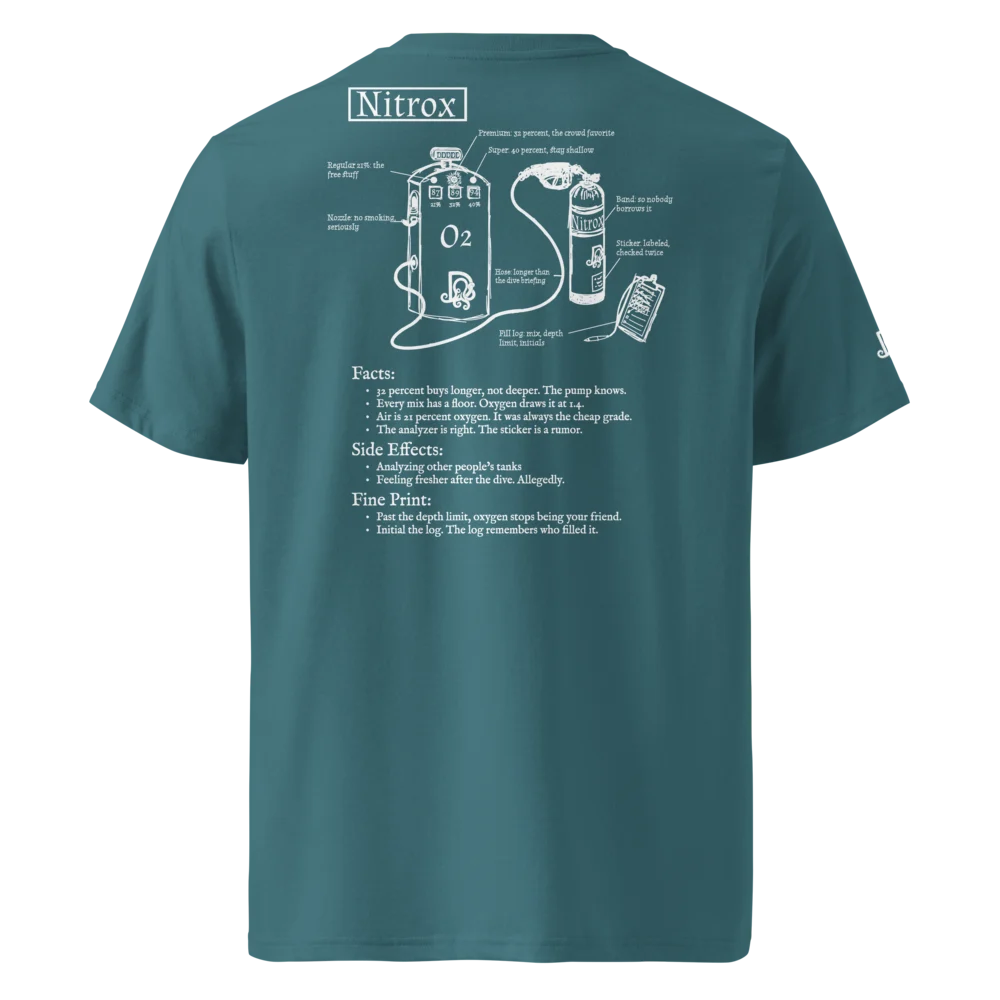 Nitrox
Premium: 32 percent, the crowd favorite
Super: 40 percent, stay shallow
Regular 21%: the
free stuff
87 89 94
21% 32% 40%
Nozzle: no smoking,
seriously
O2
Band: so nobody
borrows it
Nitrox
Sticker: labeled,
checked twice
Hose: longer than
the dive briefing
Fill log: mix, depth
limit, initials
Facts:
• 32 percent buys longer, not deeper. The pump knows.
• Every mix has a floor. Oxygen draws it at 1.4.
• Air is 21 percent oxygen. It was always the cheap grade.
• The analyzer is right. The sticker is a rumor.
Side Effects:
• Analyzing other people's tanks
• Feeling fresher after the dive. Allegedly.
Fine Print:
• Past the depth limit, oxygen stops being your friend.
• Initial the log. The log remembers who filled it.